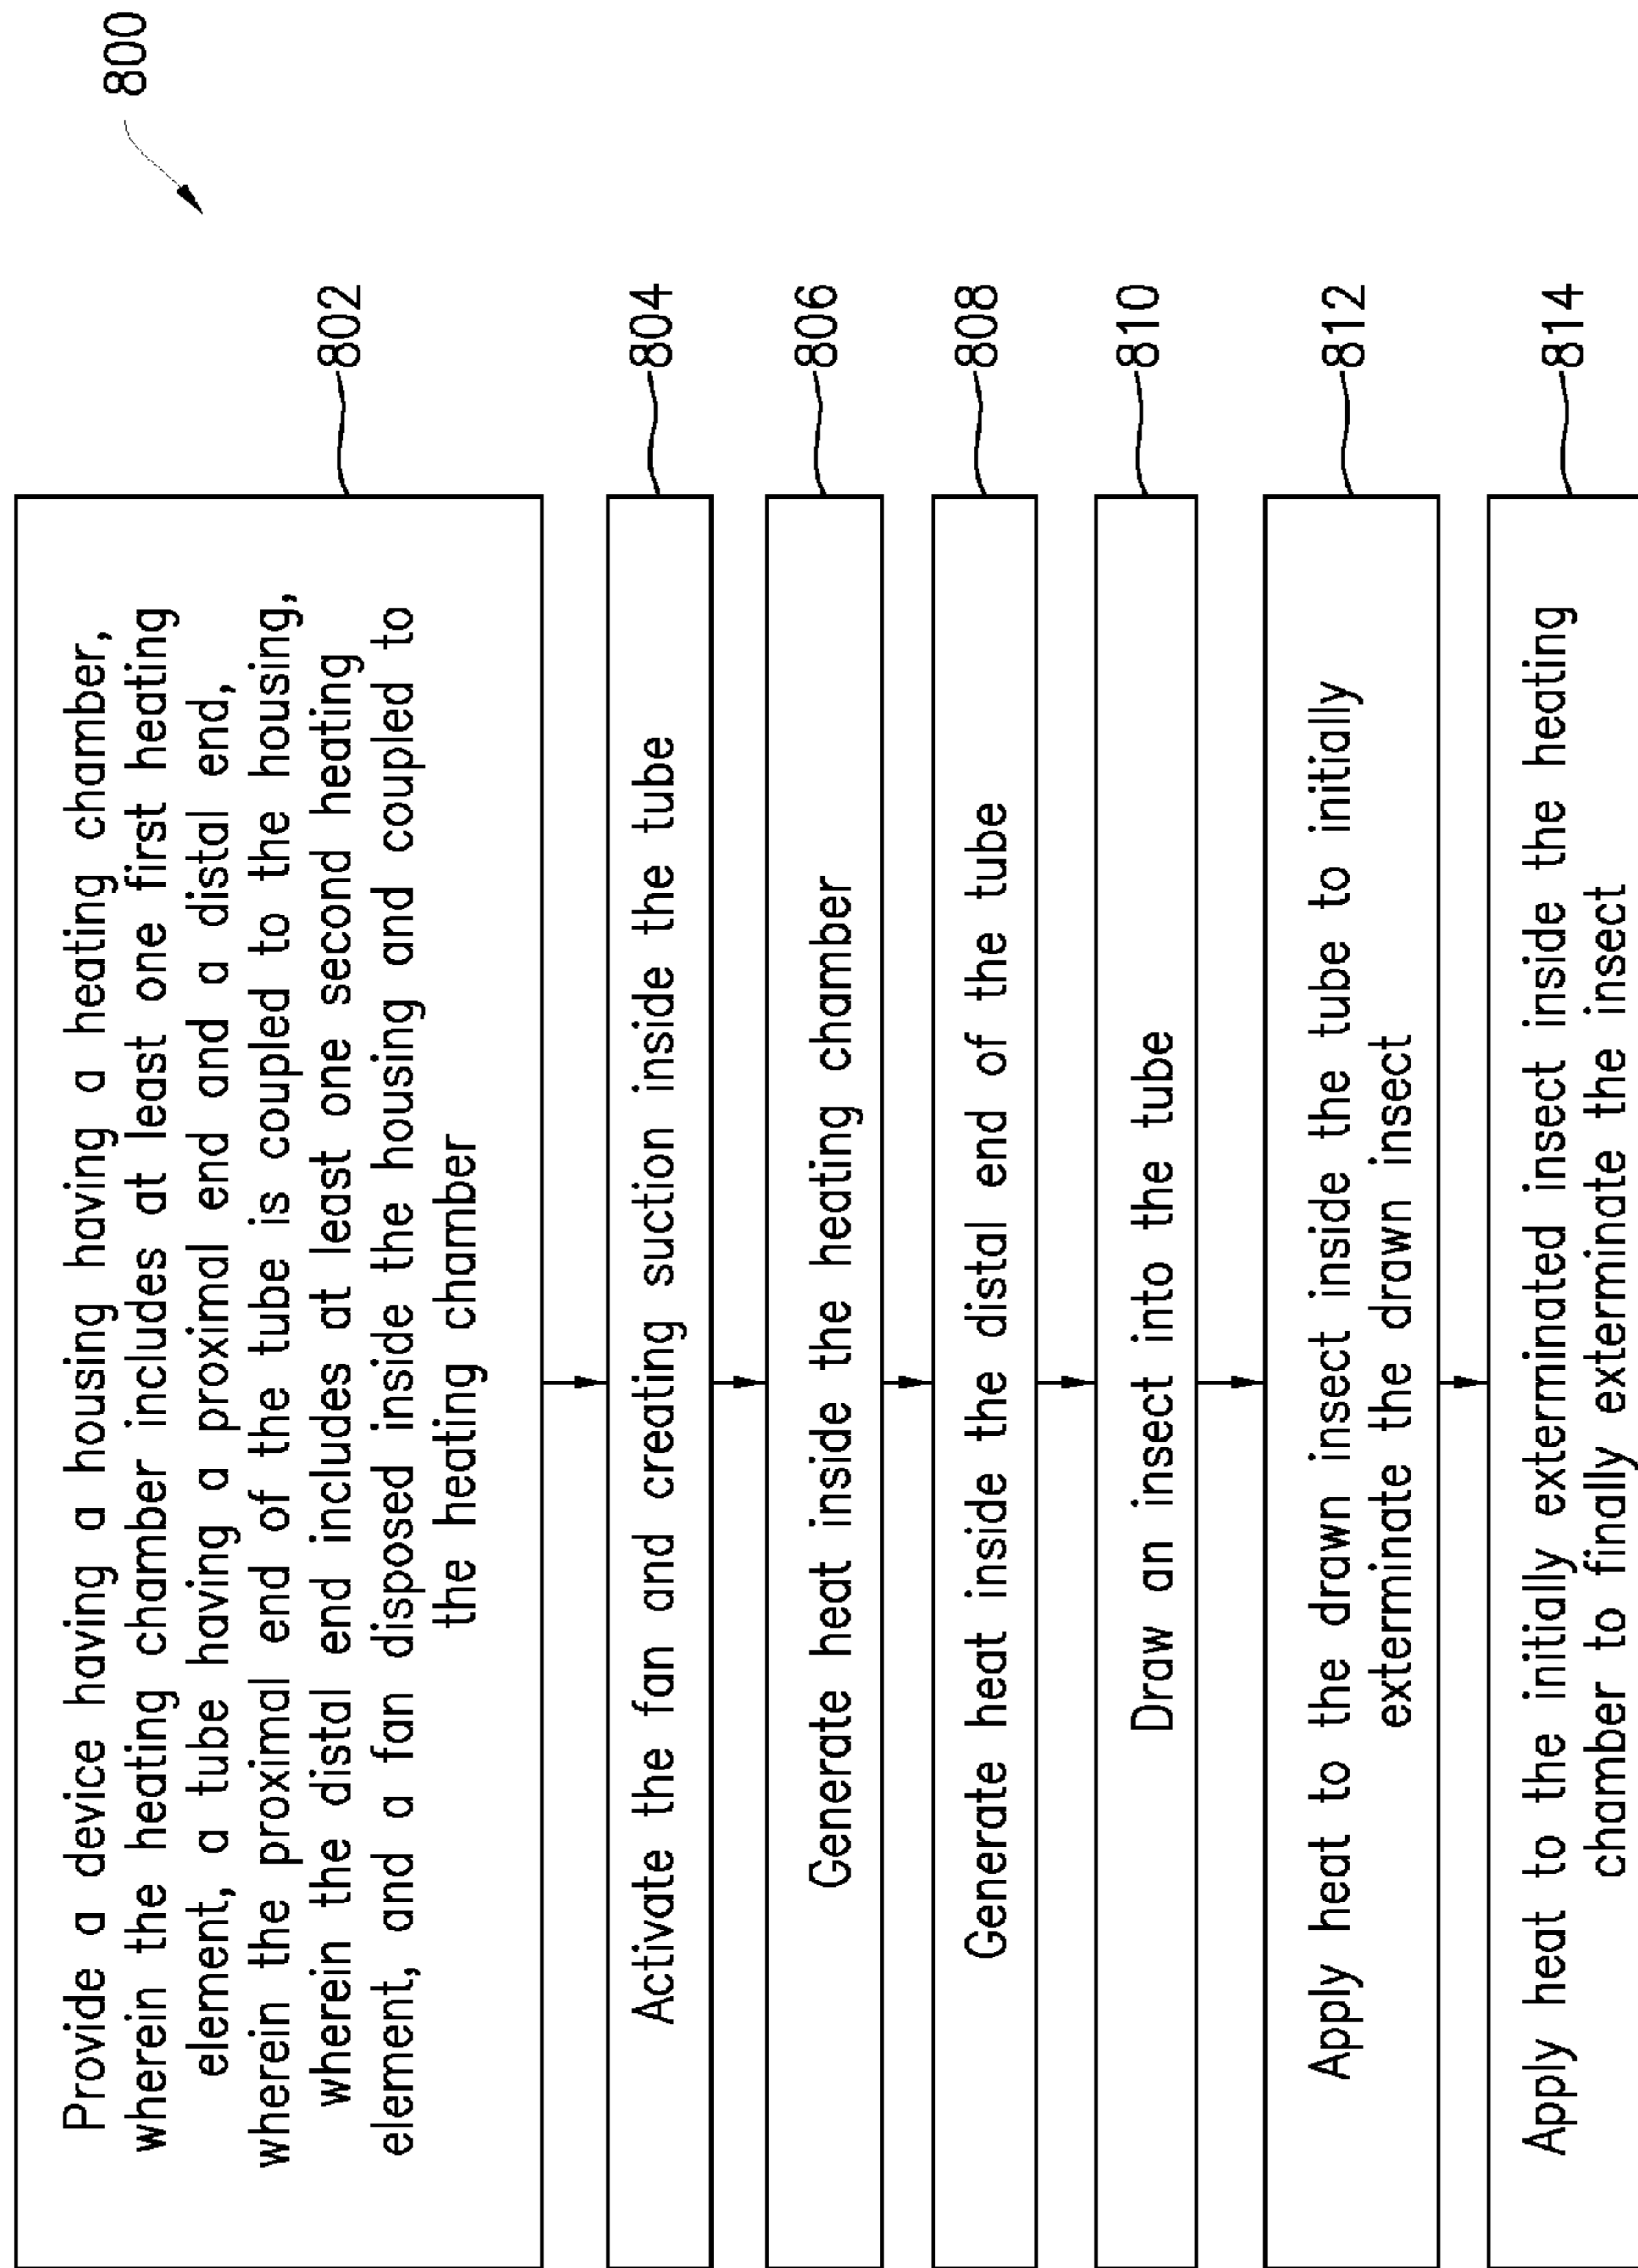 800
Provide a device having a housing having a heating chamber,
wherein the heating chamber includes at least one first heating
element, a tube having a proximal end and a distal end,
wherein the proximal end of the tube is coupled to the housing,
wherein the distal end includes at least one second heating
element, and a fan disposed inside the housing and coupled to
the heating chamber
802
Activate the fan and creating suction inside the tube
804
Generate heat inside the heating chamber
806
Generate heat inside the distal end of the tube
808
Draw an insect into the tube
810
Apply heat to the drawn insect inside the tube to initially
exterminate the drawn insect
812
Apply heat to the initially exterminated insect inside the heating
chamber to finally exterminate the insect
814